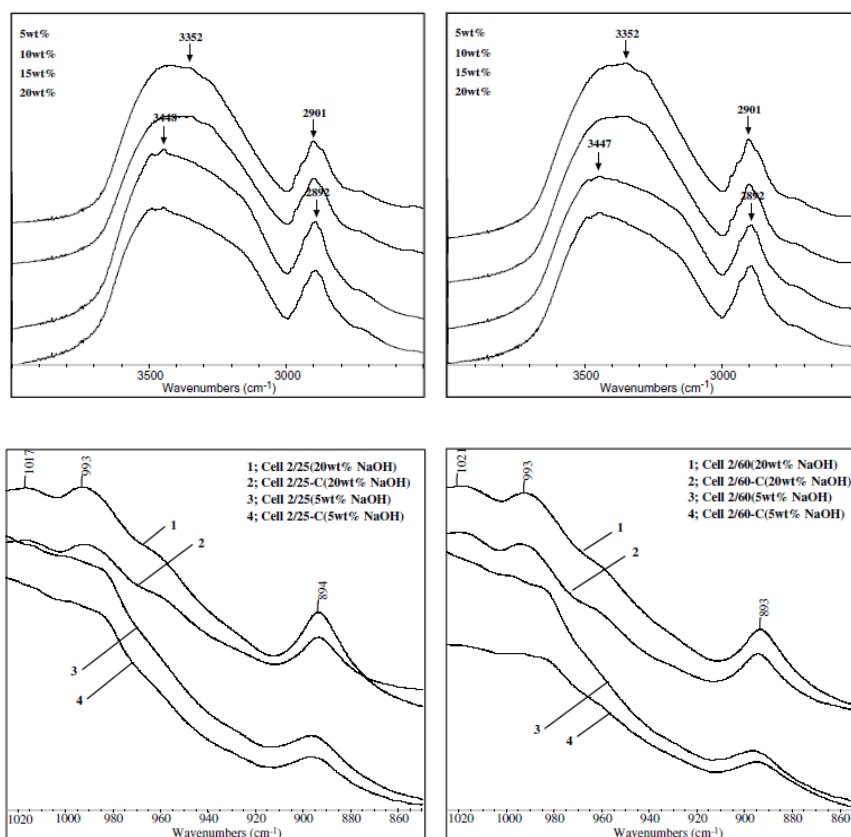 5wt%
10wt%
15wt%
20wt%
3352
3448
2901
2892
3500
3000
Wavenumbers (cm-1)
5wt%
10wt%
15wt%
20wt%
3352
3447
2901
2892
3500
3000
Wavenumbers (cm-1)
1017
993
1; Cell 2/25(20wt% NaOH)
2; Cell 2/25-C(20wt% NaOH)
3; Cell 2/25(5wt% NaOH)
4; Cell 2/25-C(5wt% NaOH)
1
2
894
3
4
1020 1000 980 960 940 920 900 880 860
Wavenumbers (cm-1)
1021
993
1; Cell 2/60(20wt% NaOH)
2; Cell 2/60-C(20wt% NaOH)
3; Cell 2/60(5wt% NaOH)
4; Cell 2/60-C(5wt% NaOH)
1
2
893
3
4
1020 1000 980 960 940 920 900 880 860
Wavenumbers (cm-1)